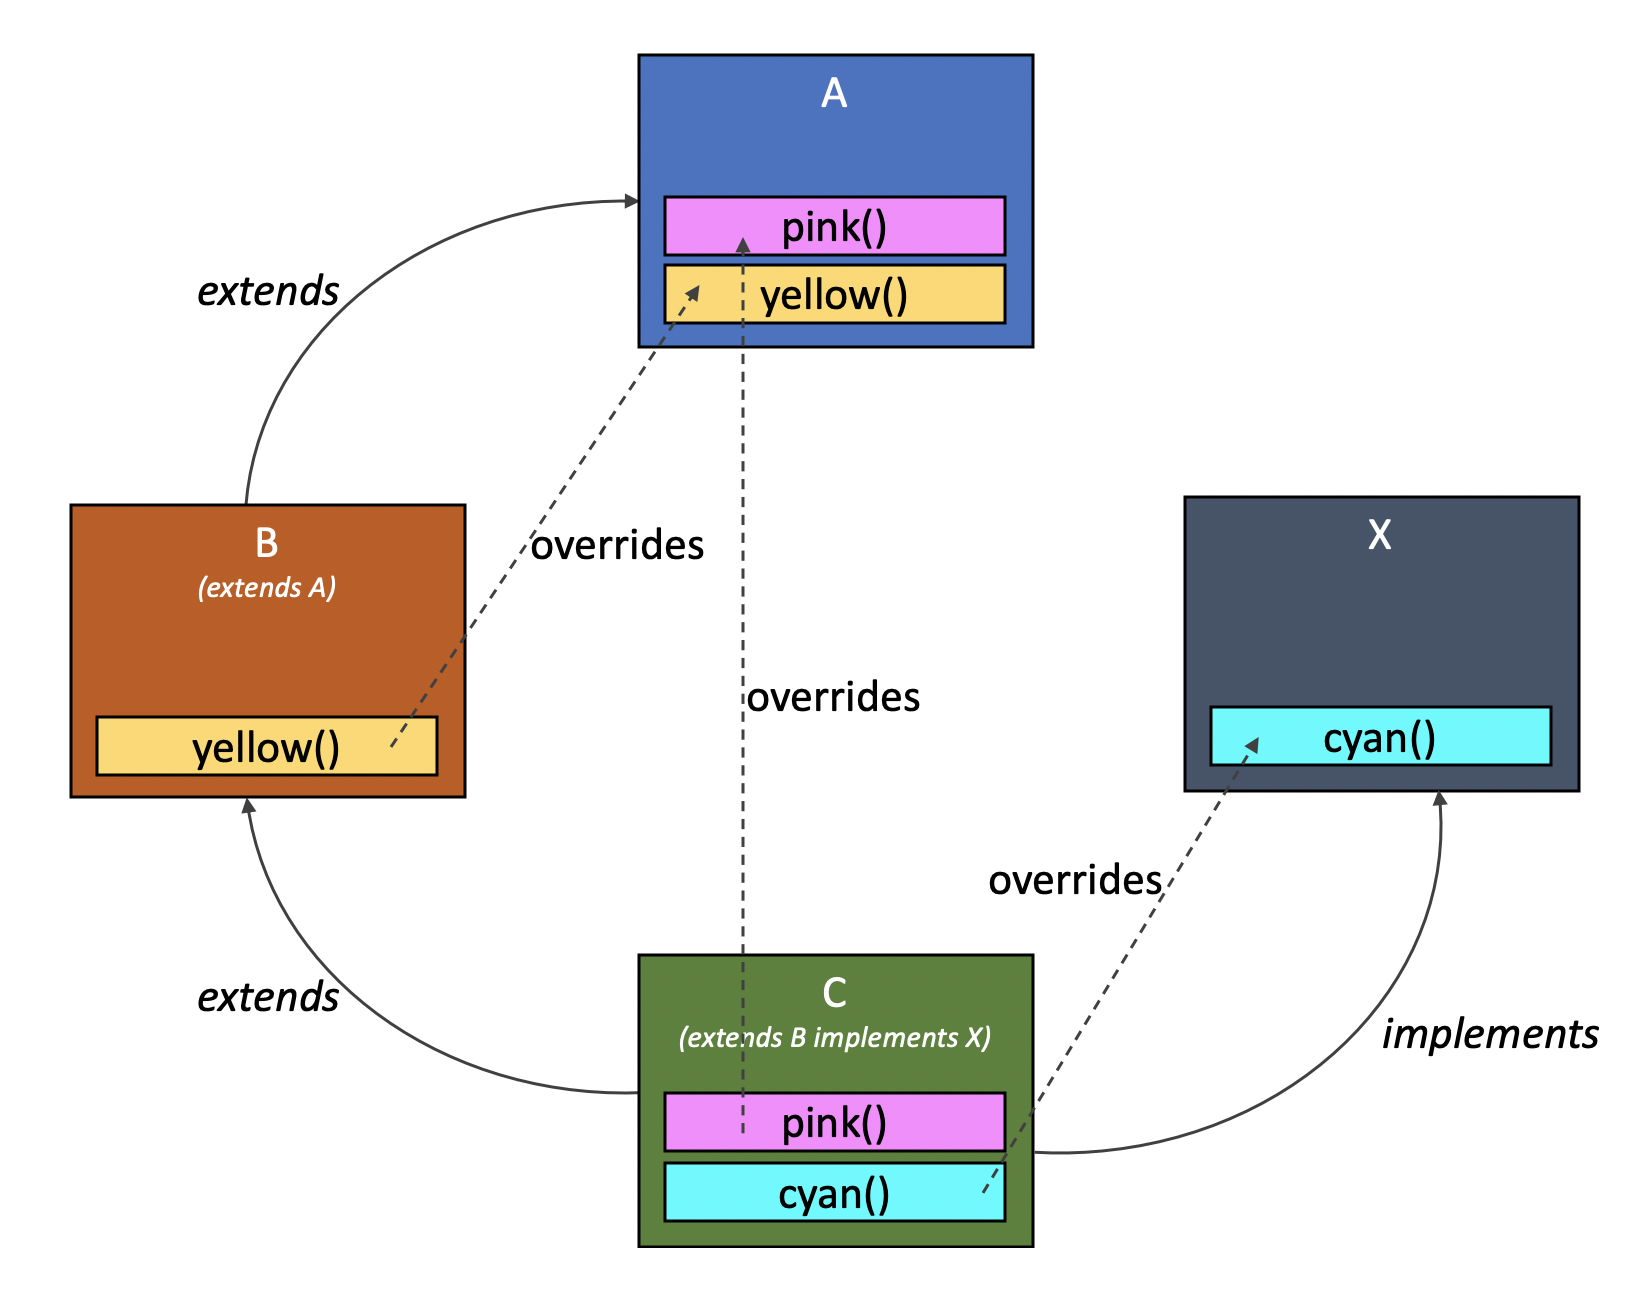 A
pink()
yellow()
extends
B
(extends A)
overrides
X
yellow()
overrides
cyan()
overrides
extends
C
(extends B implements X)
implements
pink()
cyan()